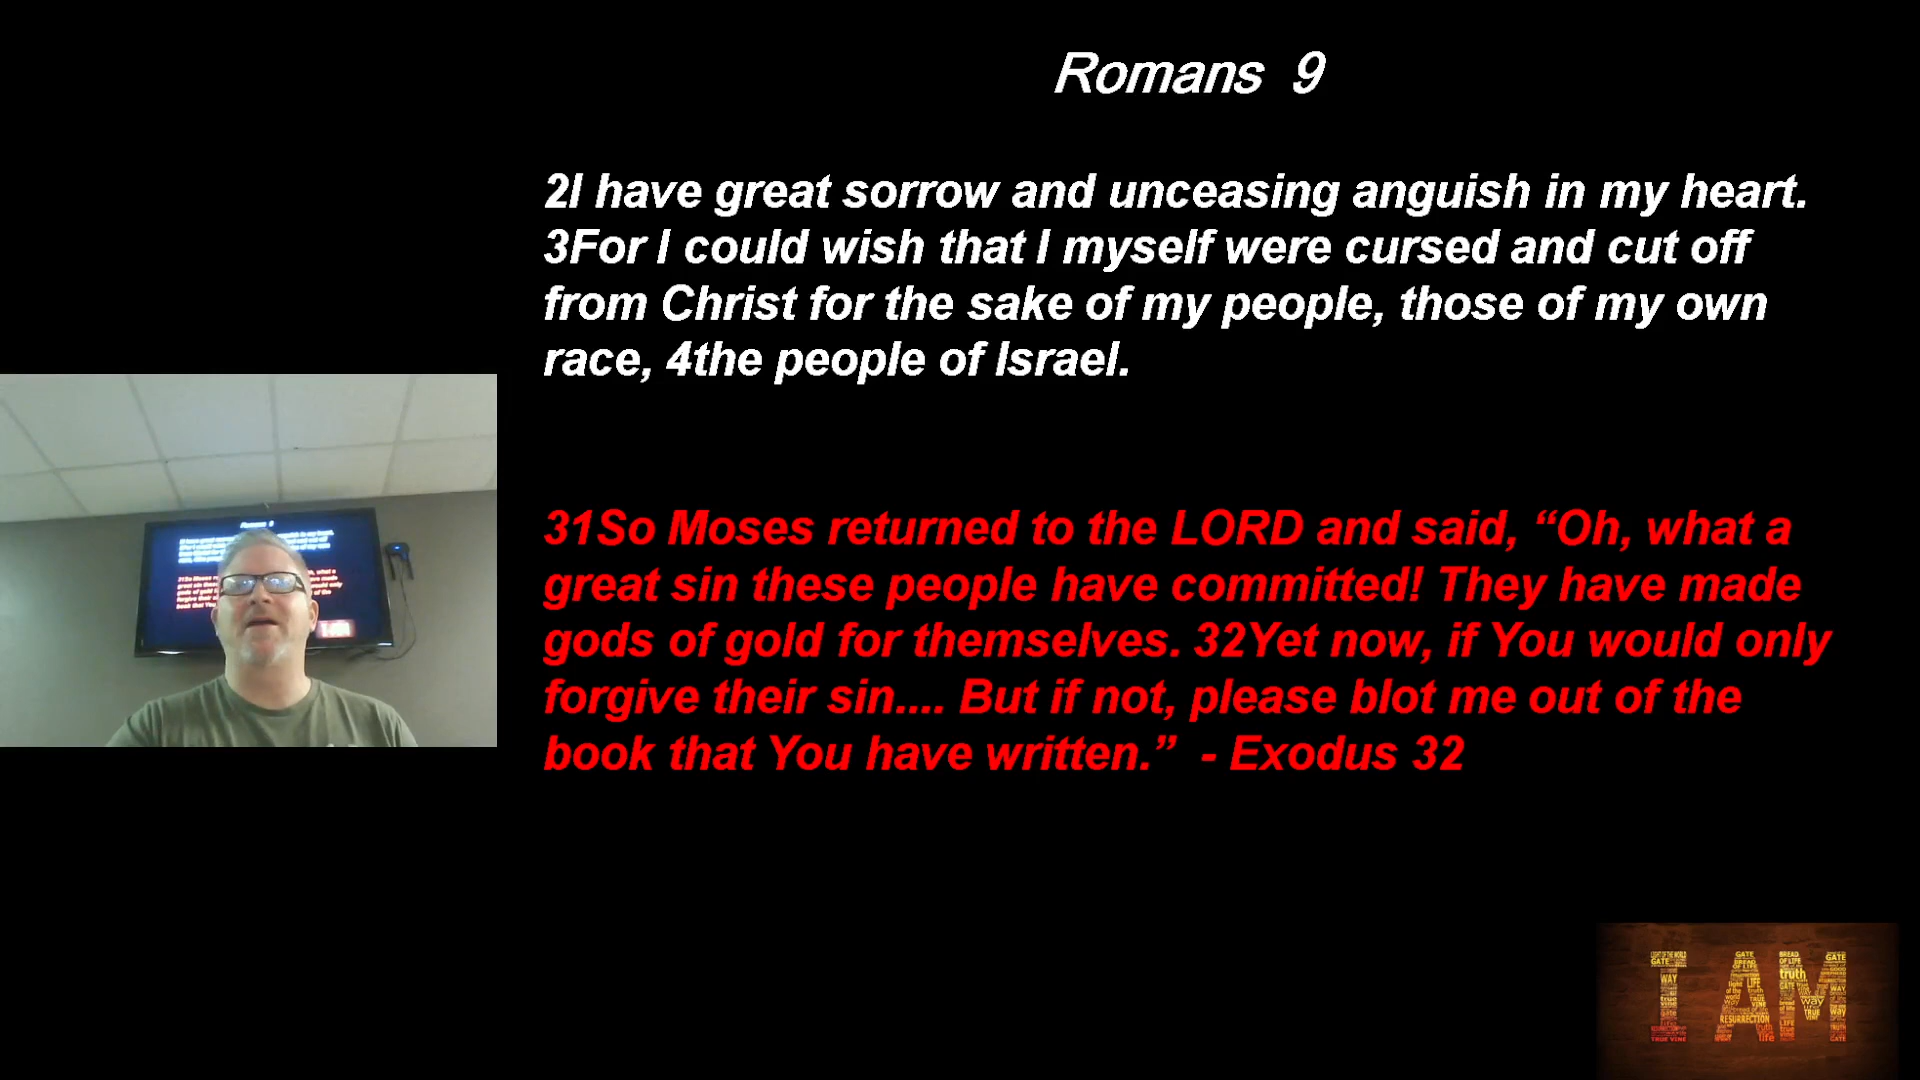 Romans 9
2I have great sorrow and unceasing anguish in my heart.
3For I could wish that I myself were cursed and cut off
from Christ for the sake of my people, those of my own
race, 4the people of Israel.
31So Moses returned to the LORD and said, “Oh, what a
great sin these people have committed! They have made
gods of gold for themselves. 32Yet now, if You would only
forgive their sin.... But if not, please blot me out of the
book that You have written.” - Exodus 32
I AM